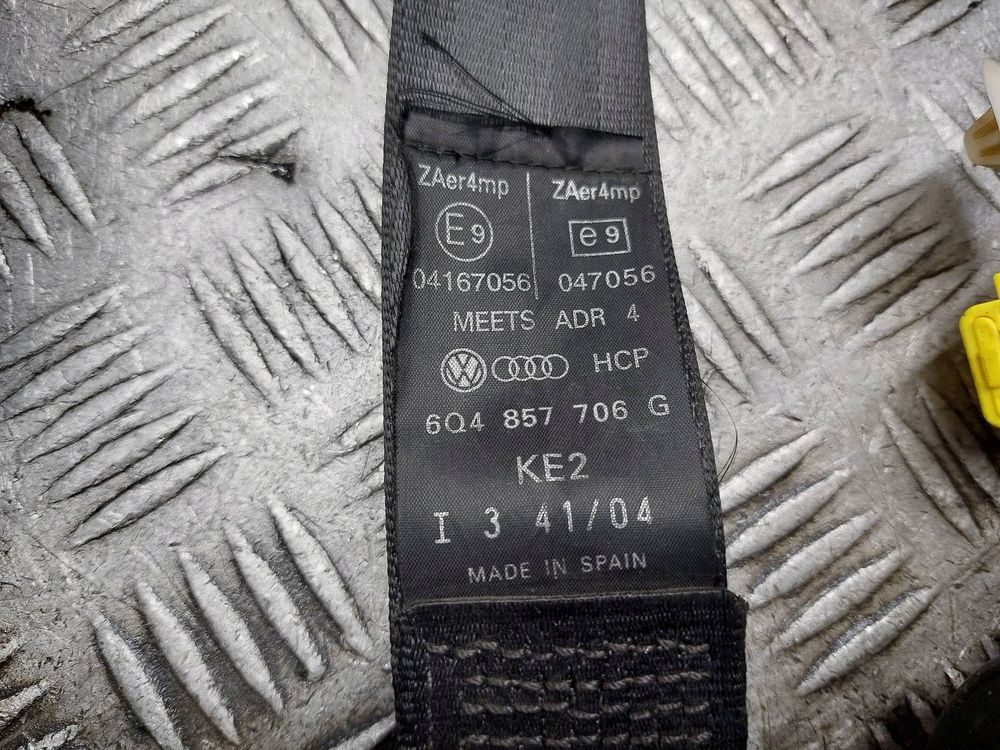 ZAer4mp ZAer4mp
E9 e9
04167056 047056
MEETS ADR 4
VW HCP
6Q4 857 706 G
KE2
I 3 41/04
MADE IN SPAIN